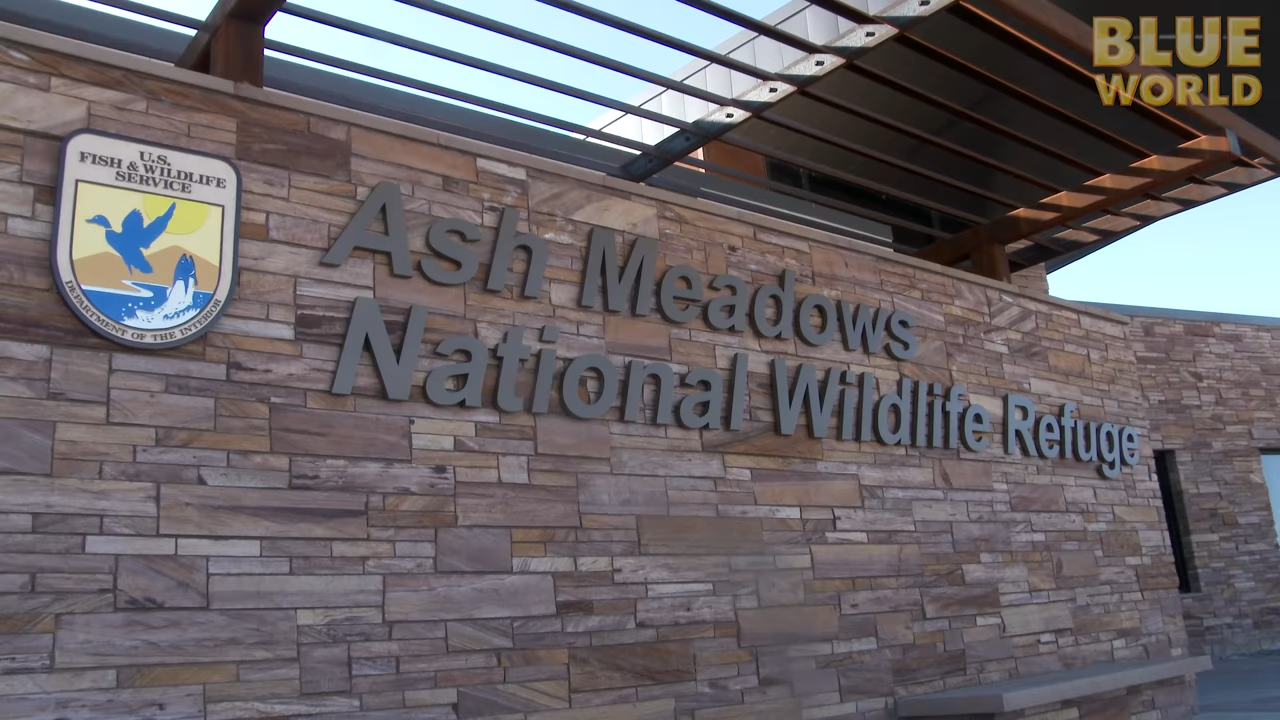 BLUE
WORLD
U.S.
FISH & WILDLIFE
SERVICE
DEPARTMENT OF THE INTERIOR
Ash Meadows
National Wildlife Refuge